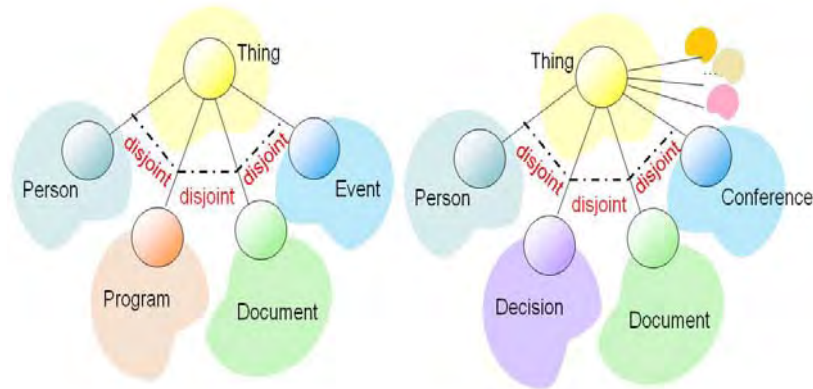 Thing
disjoint
disjoint
disjoint
Person
Event
Program
Document
Thing
disjoint
disjoint
disjoint
Person
Conference
Decision
Document